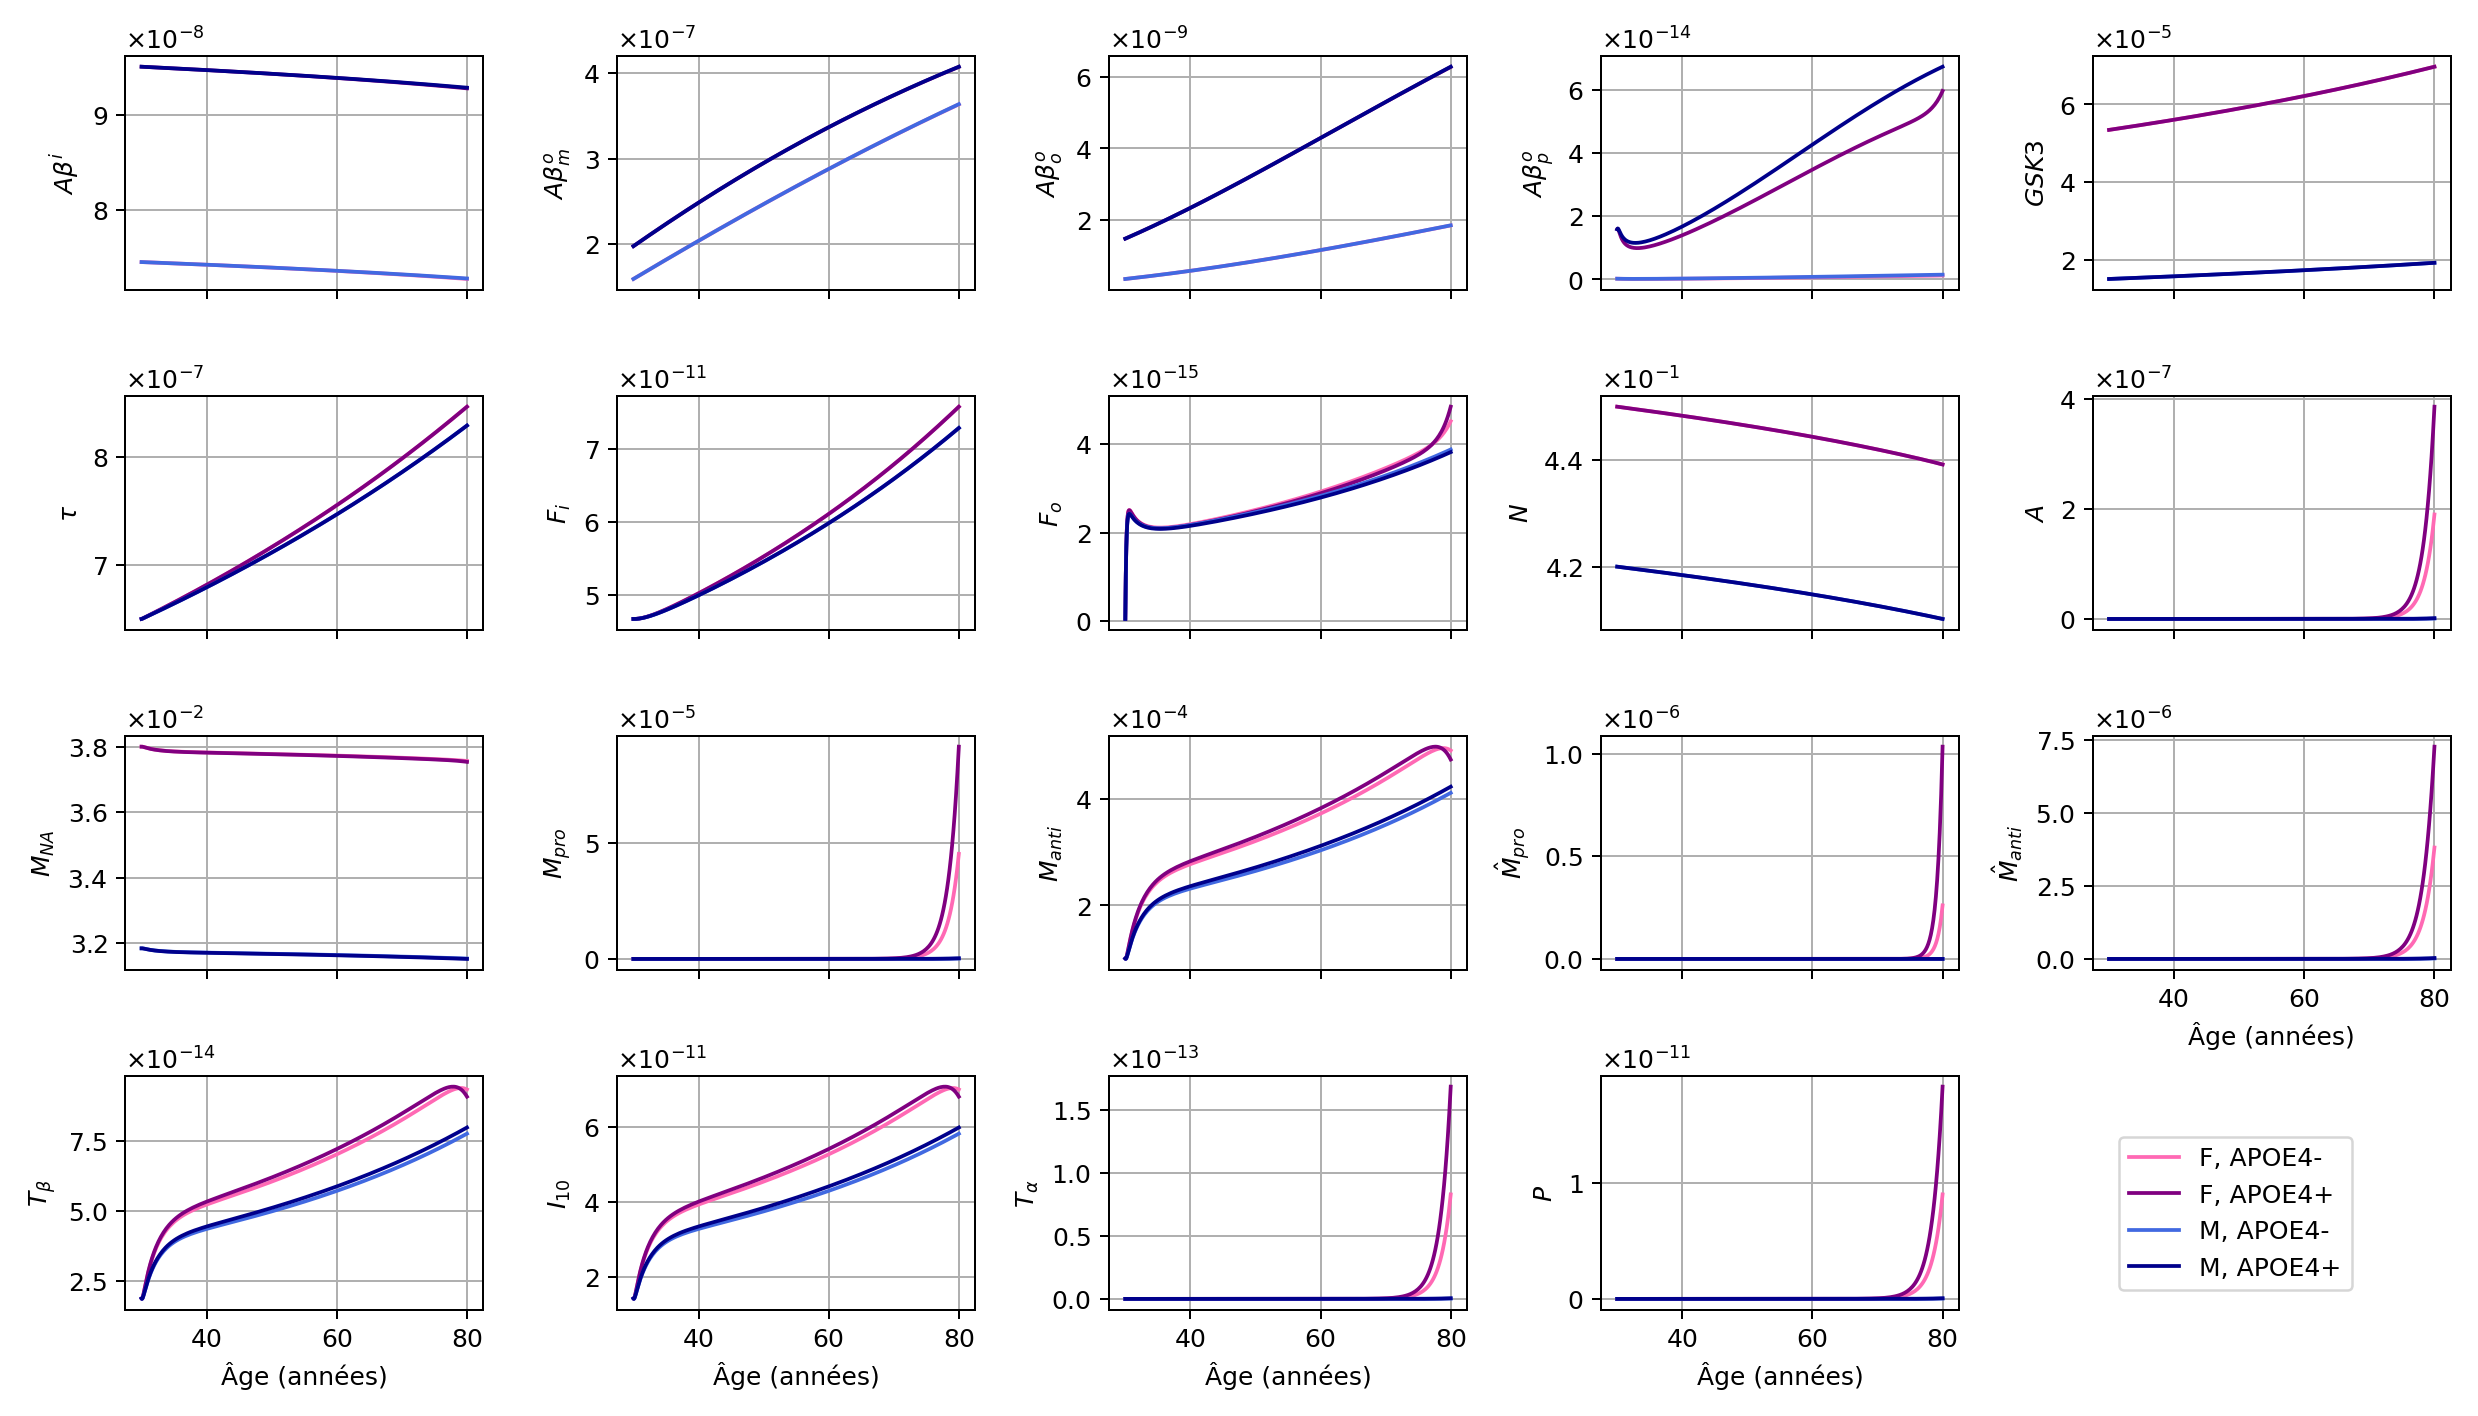 ×10⁻⁸
9
8
Aβⁱ
×10⁻⁷
4
3
2
Aβₘᵒ
×10⁻⁹
6
4
2
Aβₒᵒ
×10⁻¹⁴
6
4
2
0
Aβₚᵒ
×10⁻⁵
6
4
2
GSK3
×10⁻⁷
8
7
τ
×10⁻¹¹
7
6
5
Fᵢ
×10⁻¹⁵
4
2
0
Fₒ
×10⁻¹
4.4
4.2
N
×10⁻⁷
4
2
0
A
×10⁻²
3.8
3.6
3.4
3.2
M_NA
×10⁻⁵
5
0
M_pro
×10⁻⁴
4
2
M_anti
×10⁻⁶
1.0
0.5
0.0
M̂_pro
×10⁻⁶
7.5
5.0
2.5
0.0
M̂_anti
40 60 80
Âge (années)
×10⁻¹⁴
7.5
5.0
2.5
T_β
40 60 80
Âge (années)
×10⁻¹¹
6
4
2
I₁₀
40 60 80
Âge (années)
×10⁻¹³
1.5
1.0
0.5
0.0
T_α
40 60 80
Âge (années)
×10⁻¹¹
1
0
P
40 60 80
Âge (années)
F, APOE4-
F, APOE4+
M, APOE4-
M, APOE4+